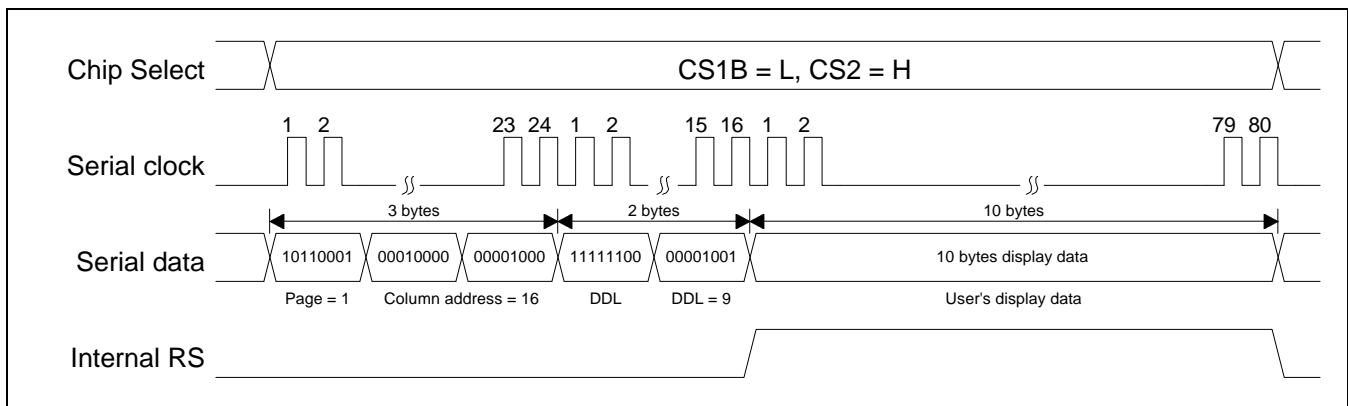 Chip Select
CS1B = L, CS2 = H
1 2 23 24 1 2 15 16 1 2 79 80
Serial clock
3 bytes 2 bytes 10 bytes
Serial data
10110001 00010000 00001000 11111100 00001001 10 bytes display data
Page = 1 Column address = 16 DDL DDL = 9 User's display data
Internal RS